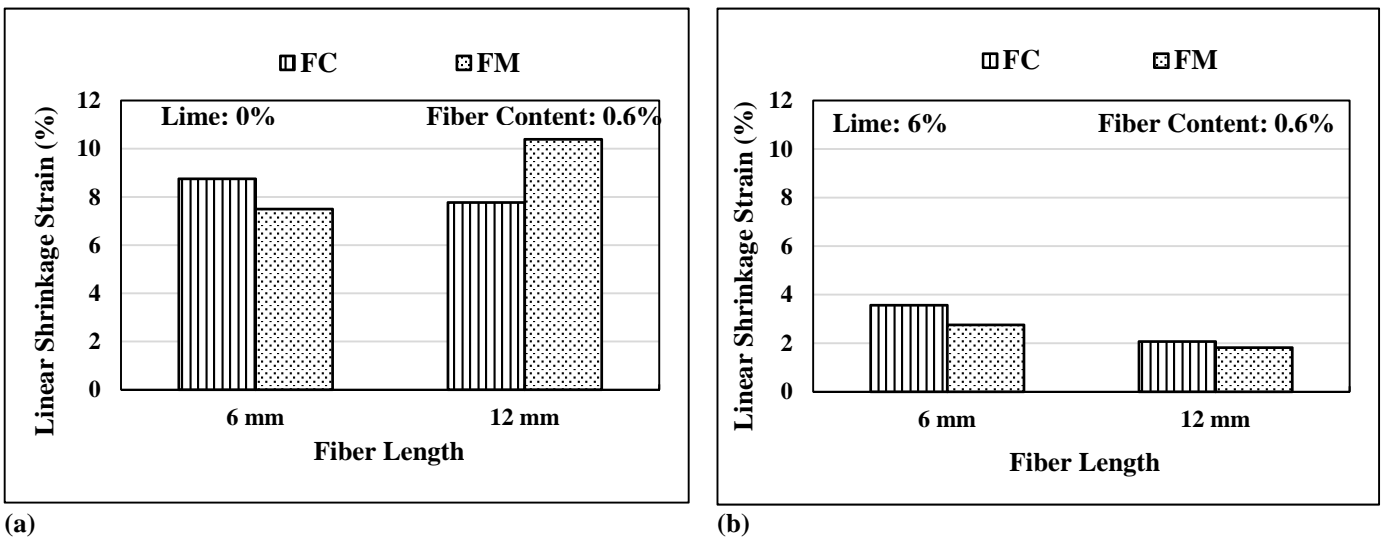 FC FM
Linear Shrinkage Strain (%)
12
10
8
6
4
2
0
Lime: 0% Fiber Content: 0.6%
6 mm 12 mm
Fiber Length
(a)
FC FM
Linear Shrinkage Strain (%)
12
10
8
6
4
2
0
Lime: 6% Fiber Content: 0.6%
6 mm 12 mm
Fiber Length
(b)